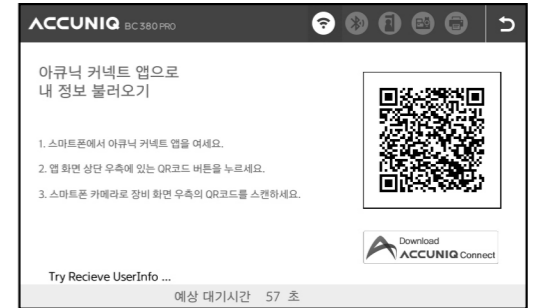 ACCUNIQ BC 380 PRO
아큐닉 커넥트 앱으로
내 정보 불러오기
1. 스마트폰에서 아큐닉 커넥트 앱을 여세요.
2. 앱 화면 상단 우측에 있는 QR코드 버튼을 누르세요.
3. 스마트폰 카메라로 장비 화면 우측의 QR코드를 스캔하세요.
Download
ACCUNIQ Connect
Try Recieve UserInfo ...
예상 대기시간 57 초